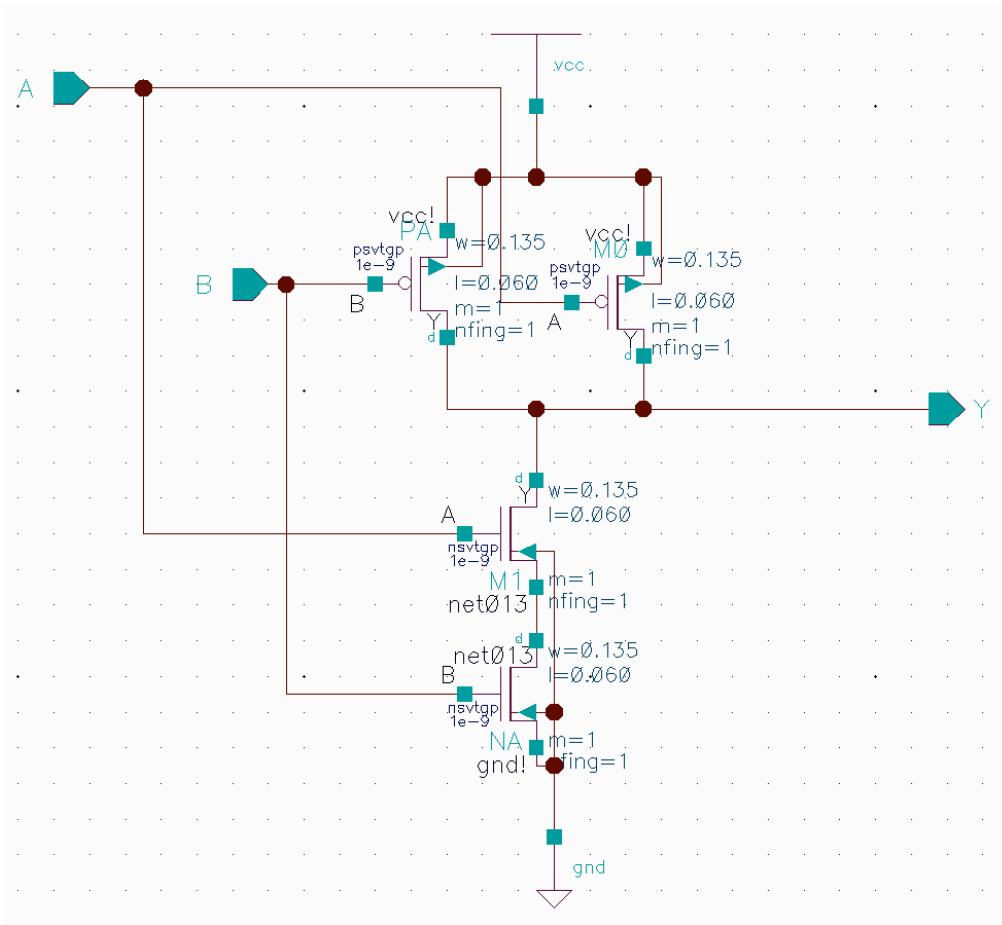 vcc
A
vcc!
PA
w=0.135
psvtgp
1e-9
l=0.060
B
B
m=1
Y
nfing=1
d
vcc!
M0
w=0.135
psvtgp
1e-9
l=0.060
A
m=1
Y
nfing=1
d
Y
d
Y
w=0.135
l=0.060
A
nsvtgp
1e-9
M1
m=1
net013
nfing=1
d
net013
w=0.135
l=0.060
B
nsvtgp
1e-9
NA
m=1
gnd!
nfing=1
gnd